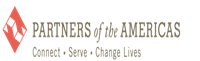 PARTNERS of the AMERICAS
Connect • Serve • Change Lives